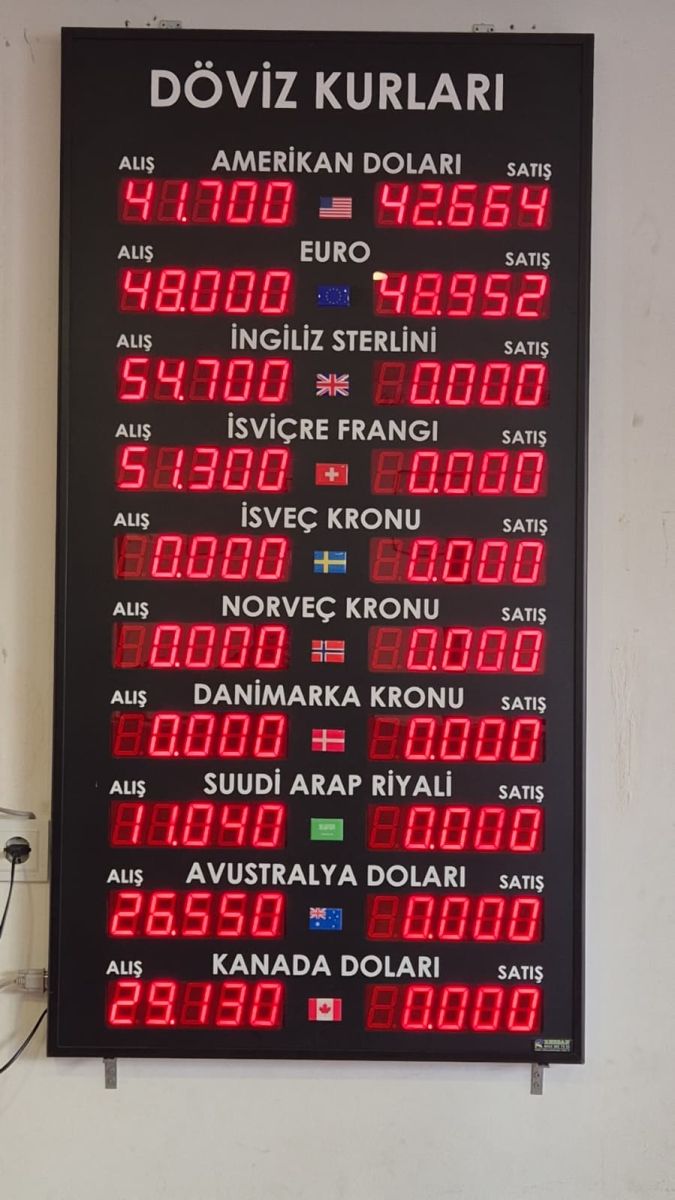 DÖVİZ KURLARI
ALIŞ AMERİKAN DOLARI SATIŞ
41.700 42.664
ALIŞ EURO SATIŞ
48.000 48.952
ALIŞ İNGİLİZ STERLİNİ SATIŞ
54.700 0.000
ALIŞ İSVİÇRE FRANGI SATIŞ
51.300 0.000
ALIŞ İSVEÇ KRONU SATIŞ
0.000 0.000
ALIŞ NORVEÇ KRONU SATIŞ
0.000 0.000
ALIŞ DANİMARKA KRONU SATIŞ
0.000 0.000
ALIŞ SUUDİ ARAP RİYALİ SATIŞ
11.040 0.000
ALIŞ AVUSTRALYA DOLARI SATIŞ
26.550 0.000
ALIŞ KANADA DOLARI SATIŞ
29.130 0.000